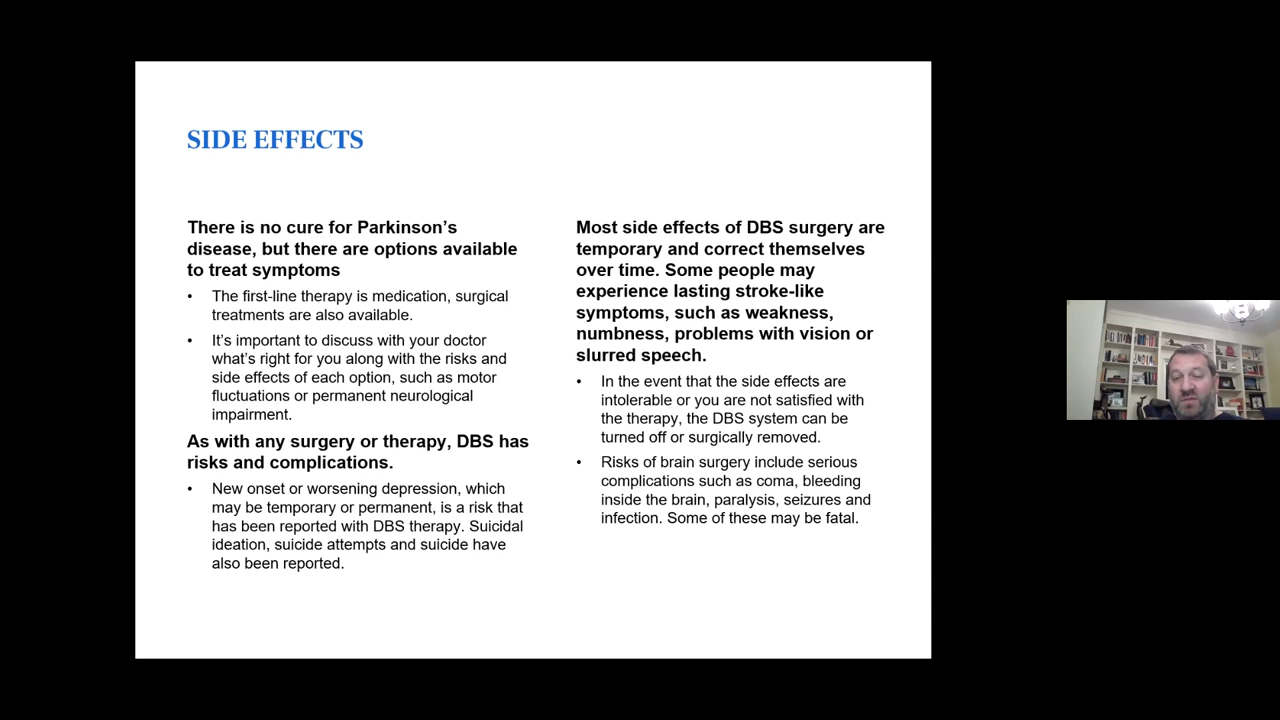 SIDE EFFECTS
There is no cure for Parkinson’s
disease, but there are options available
to treat symptoms
• The first-line therapy is medication, surgical
treatments are also available.
• It’s important to discuss with your doctor
what’s right for you along with the risks and
side effects of each option, such as motor
fluctuations or permanent neurological
impairment.
As with any surgery or therapy, DBS has
risks and complications.
• New onset or worsening depression, which
may be temporary or permanent, is a risk that
has been reported with DBS therapy. Suicidal
ideation, suicide attempts and suicide have
also been reported.
Most side effects of DBS surgery are
temporary and correct themselves
over time. Some people may
experience lasting stroke-like
symptoms, such as weakness,
numbness, problems with vision or
slurred speech.
• In the event that the side effects are
intolerable or you are not satisfied with
the therapy, the DBS system can be
turned off or surgically removed.
• Risks of brain surgery include serious
complications such as coma, bleeding
inside the brain, paralysis, seizures and
infection. Some of these may be fatal.